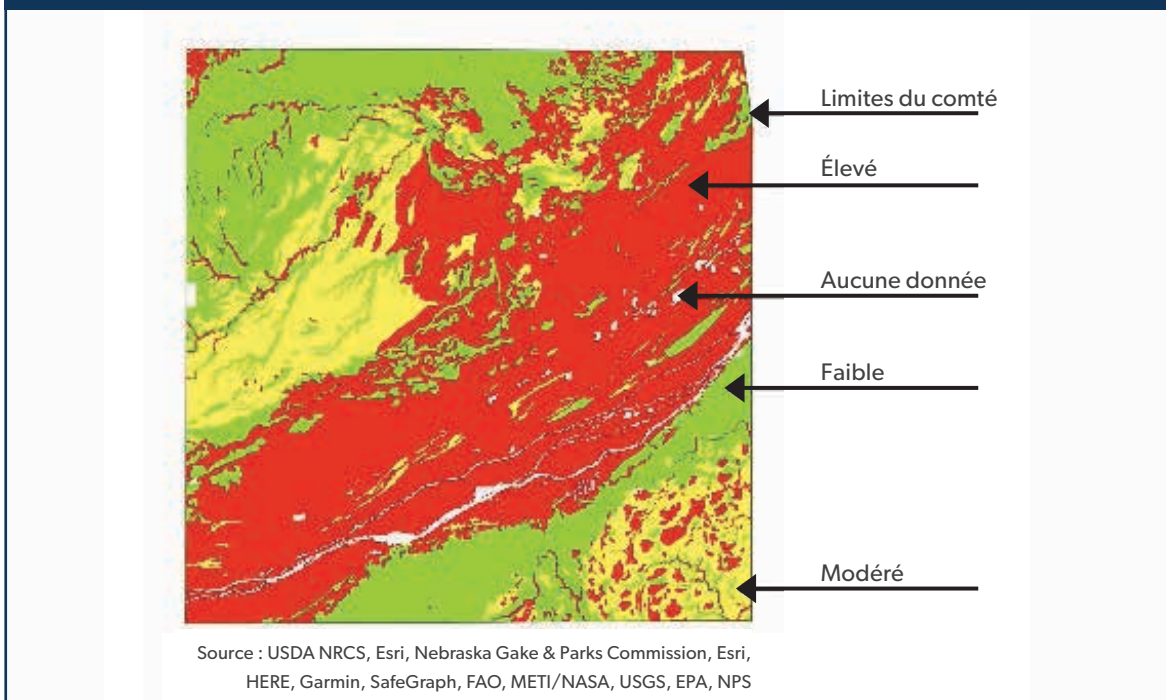 Limites du comté
Élevé
Aucune donnée
Faible
Modéré
Source : USDA NRCS, Esri, Nebraska Gake & Parks Commission, Esri,
HERE, Garmin, SafeGraph, FAO, METI/NASA, USGS, EPA, NPS